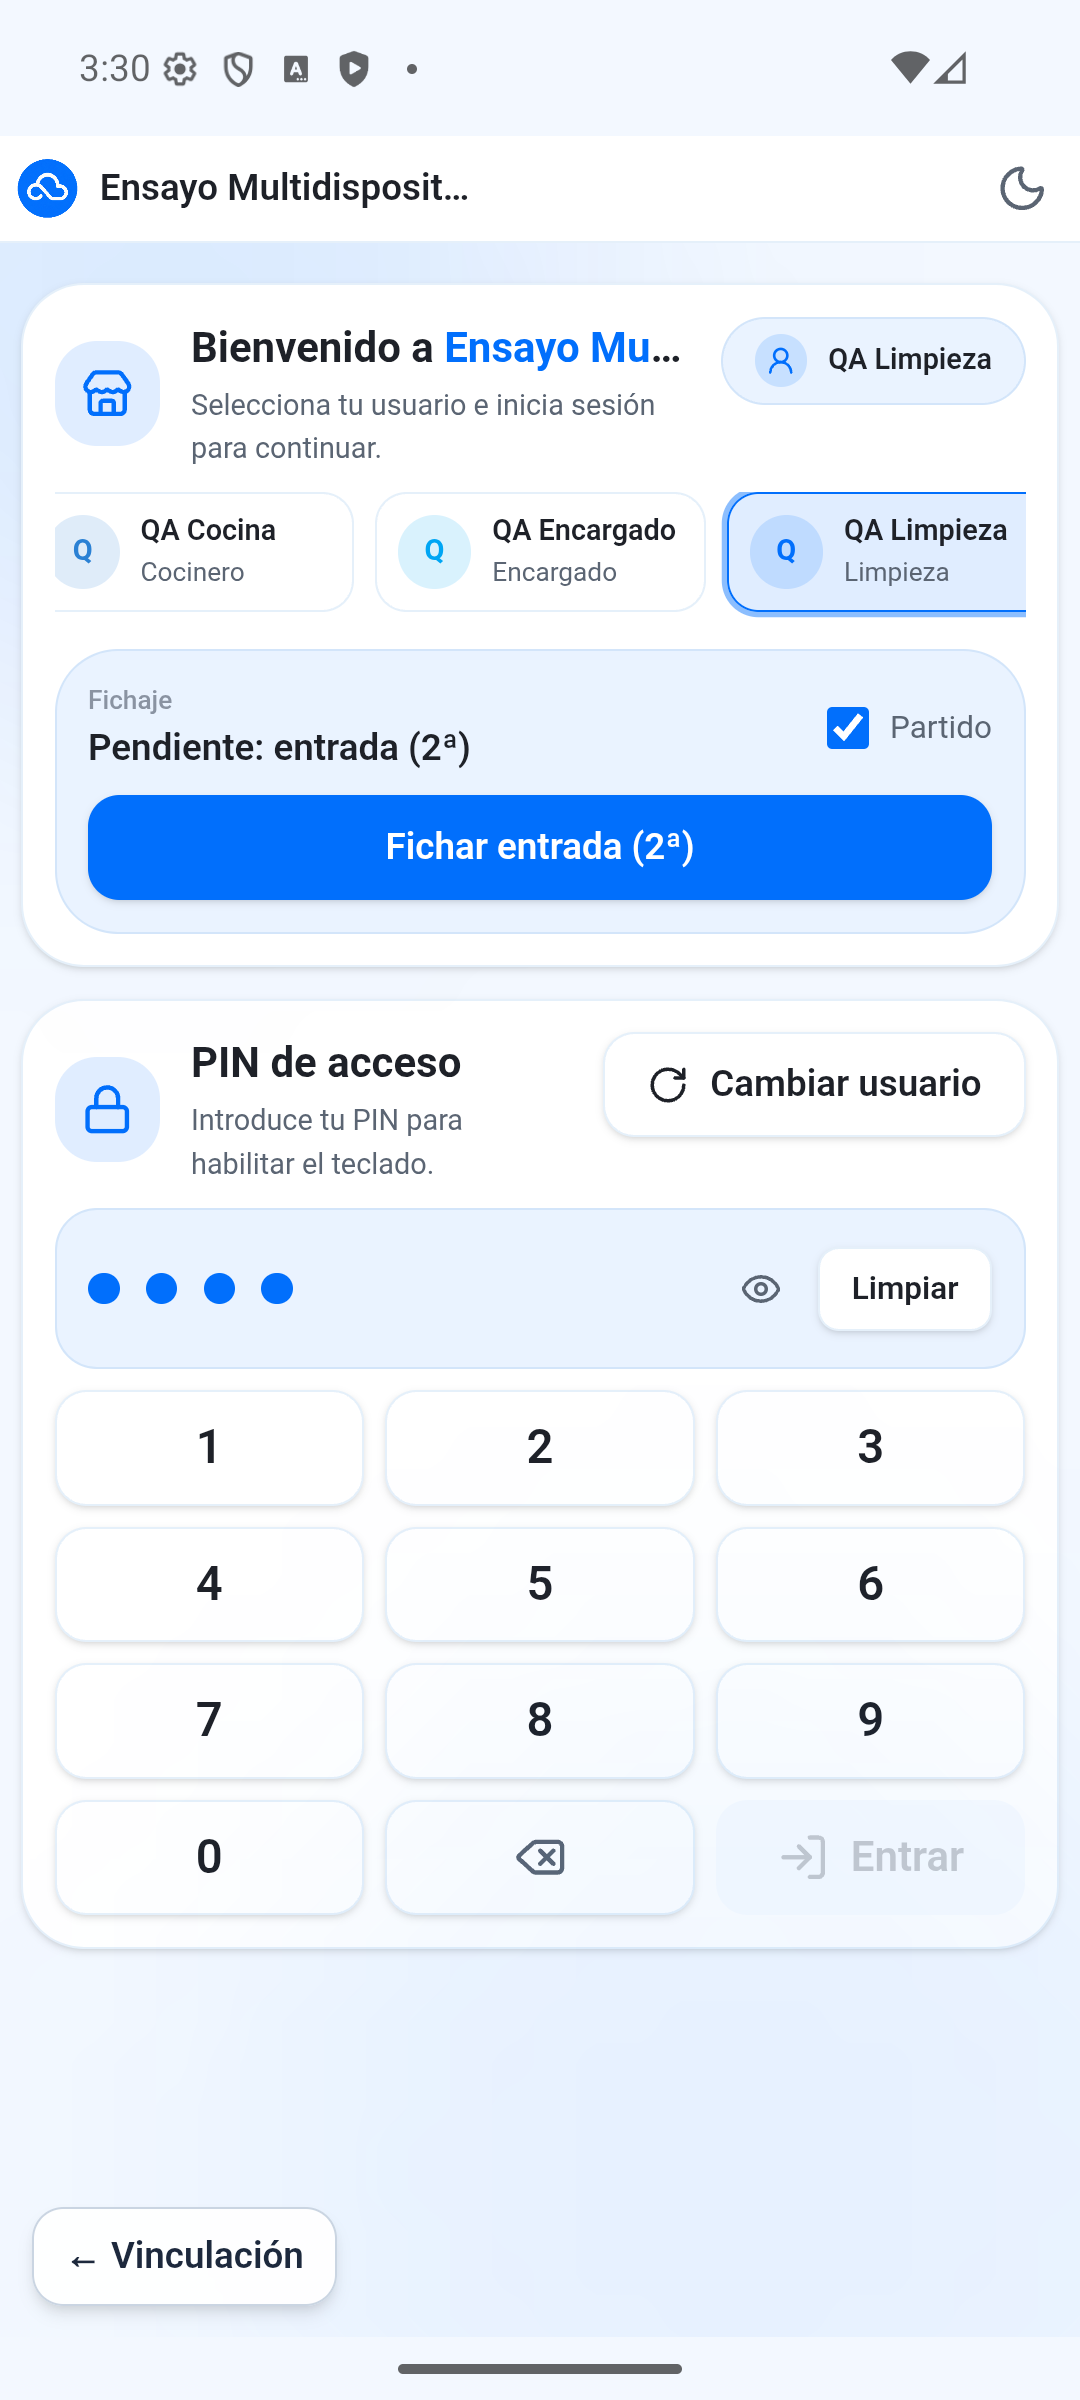 3:30
Ensayo Multidisposit…
Bienvenido a Ensayo Mu…
Selecciona tu usuario e inicia sesión
para continuar.
QA Limpieza
Q
QA Cocina
Cocinero
Q
QA Encargado
Encargado
Q
QA Limpieza
Limpieza
Fichaje
Pendiente: entrada (2ª)
Partido
Fichar entrada (2ª)
PIN de acceso
Introduce tu PIN para
habilitar el teclado.
Cambiar usuario
Limpiar
1
2
3
4
5
6
7
8
9
0
Entrar
← Vinculación